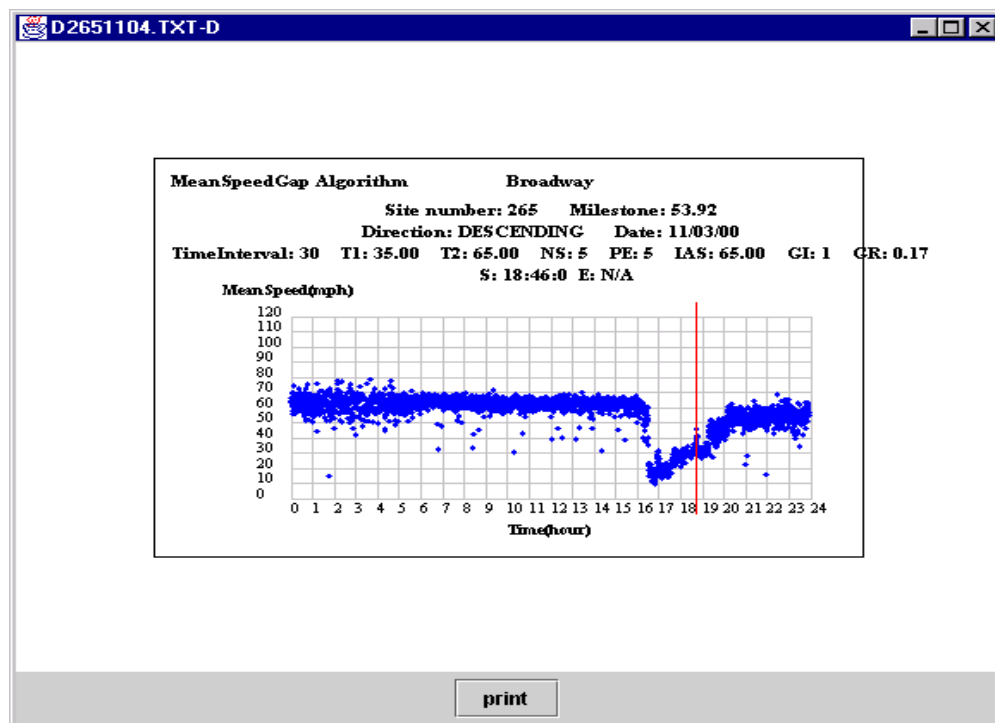 D2651104.TXT-D
MeanSpeedGap Algorithm Broadway
Site number: 265 Milestone: 53.92
Direction: DESCENDING Date: 11/03/00
TimeInterval: 30 T1: 35.00 T2: 65.00 NS: 5 PE: 5 IAS: 65.00 GI: 1 GR: 0.17
S: 18:46:0 E: N/A
MeanSpeed(mph)
120
110
100
90
80
70
60
50
40
30
20
10
0
0 1 2 3 4 5 6 7 8 9 10 11 12 13 14 15 16 17 18 19 20 21 22 23 24
Time(hour)
print